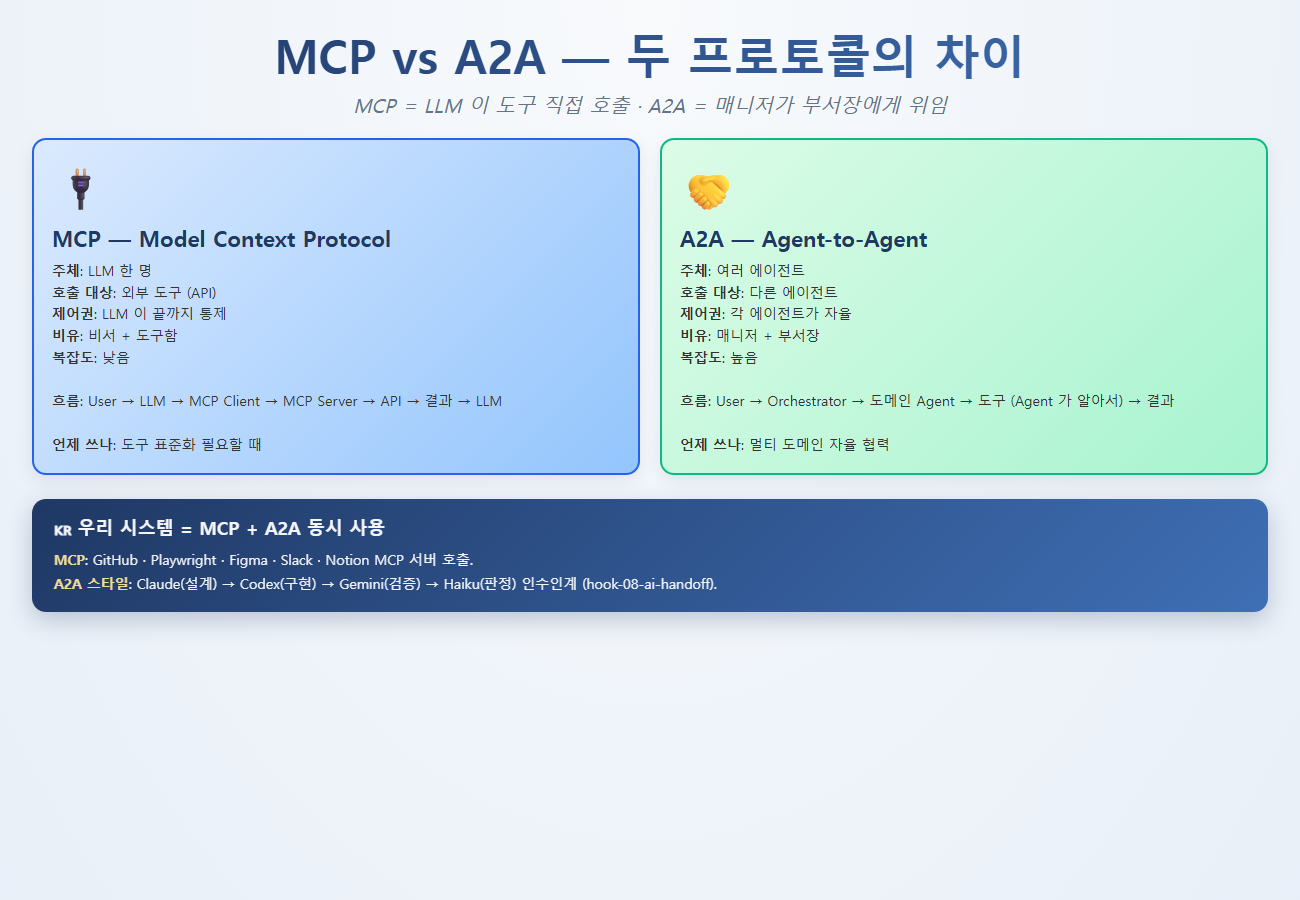 MCP vs A2A — 두 프로토콜의 차이
MCP = LLM 이 도구 직접 호출 · A2A = 매니저가 부서장에게 위임
MCP — Model Context Protocol
주체: LLM 한 명
호출 대상: 외부 도구 (API)
제어권: LLM 이 끝까지 통제
비유: 비서 + 도구함
복잡도: 낮음
흐름: User → LLM → MCP Client → MCP Server → API → 결과 → LLM
언제 쓰나: 도구 표준화 필요할 때
A2A — Agent-to-Agent
주체: 여러 에이전트
호출 대상: 다른 에이전트
제어권: 각 에이전트가 자율
비유: 매니저 + 부서장
복잡도: 높음
흐름: User → Orchestrator → 도메인 Agent → 도구 (Agent 가 알아서) → 결과
언제 쓰나: 멀티 도메인 자율 협력
KR 우리 시스템 = MCP + A2A 동시 사용
MCP: GitHub · Playwright · Figma · Slack · Notion MCP 서버 호출.
A2A 스타일: Claude(설계) → Codex(구현) → Gemini(검증) → Haiku(판정) 인수인계 (hook-08-ai-handoff).